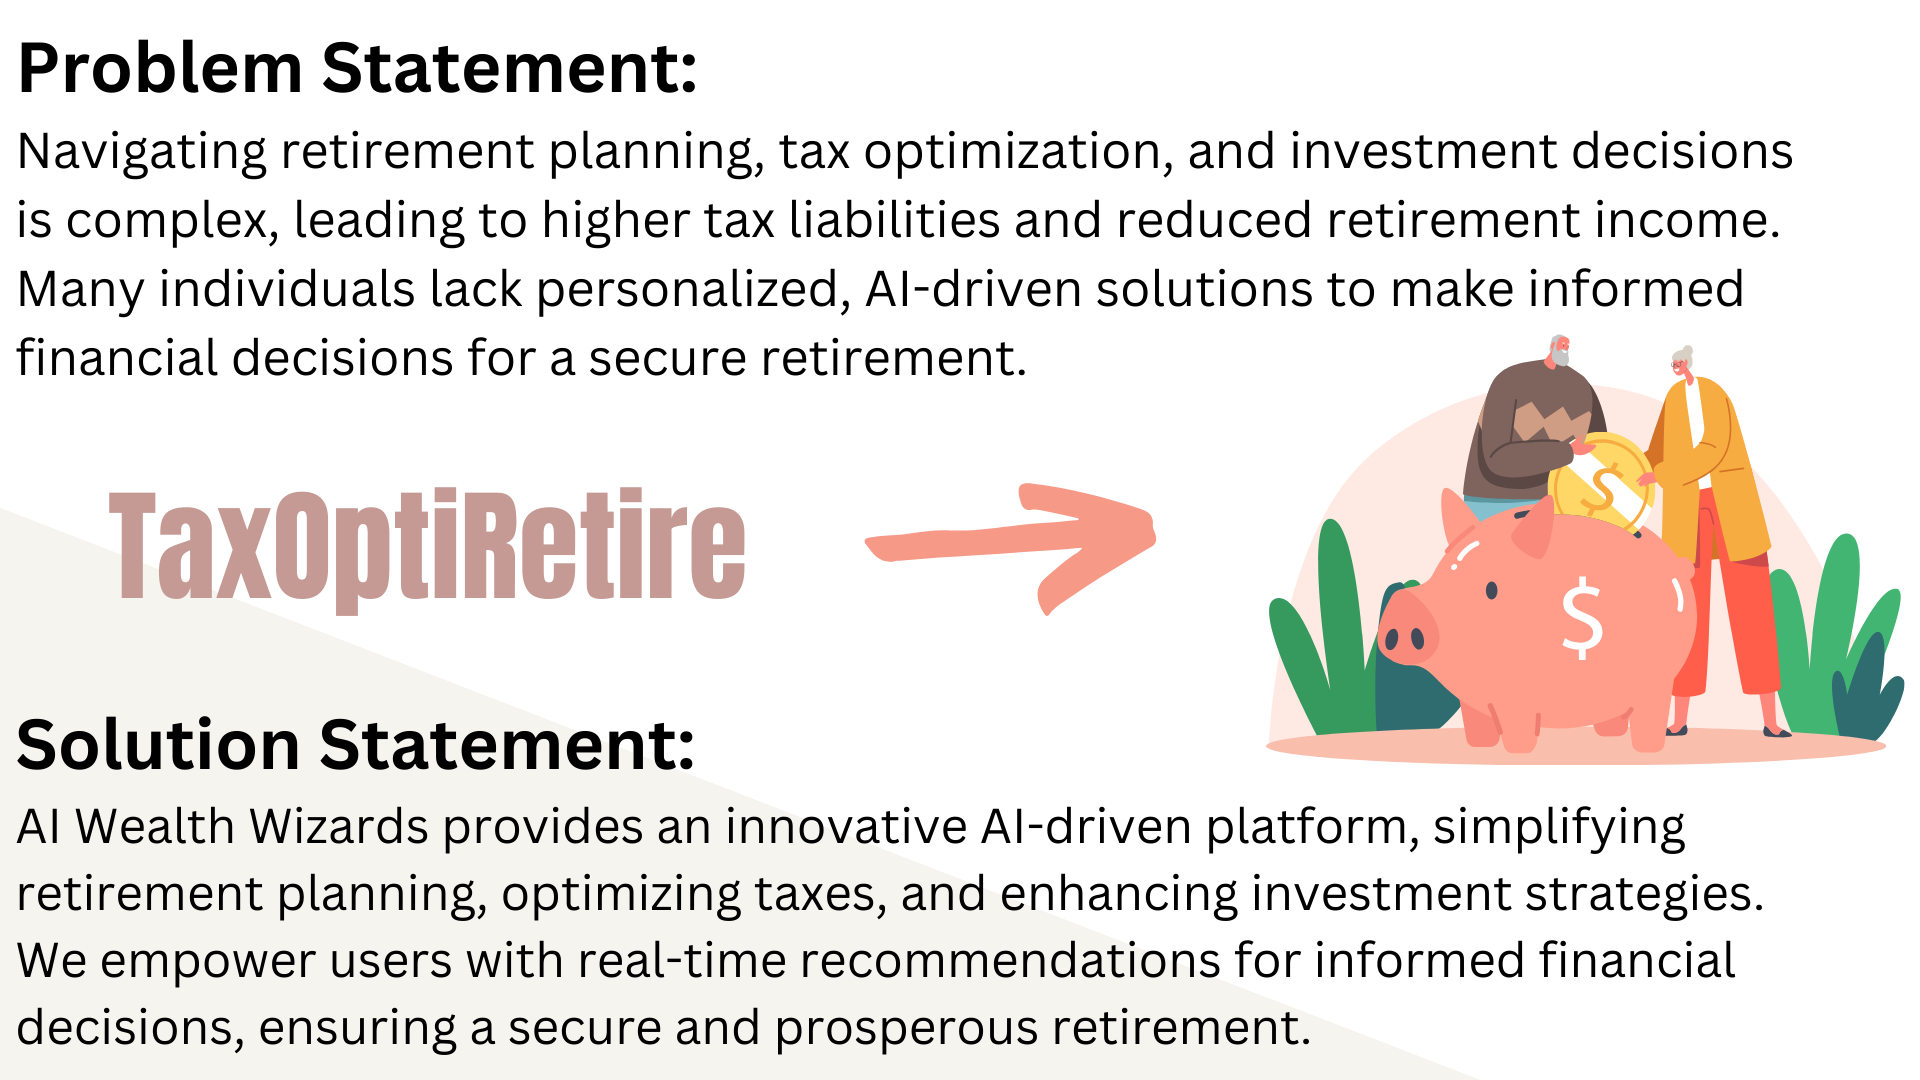 Problem Statement:
Navigating retirement planning, tax optimization, and investment decisions
is complex, leading to higher tax liabilities and reduced retirement income.
Many individuals lack personalized, AI-driven solutions to make informed
financial decisions for a secure retirement.
TaxOptiRetire
$
$
Solution Statement:
AI Wealth Wizards provides an innovative AI-driven platform, simplifying
retirement planning, optimizing taxes, and enhancing investment strategies.
We empower users with real-time recommendations for informed financial
decisions, ensuring a secure and prosperous retirement.